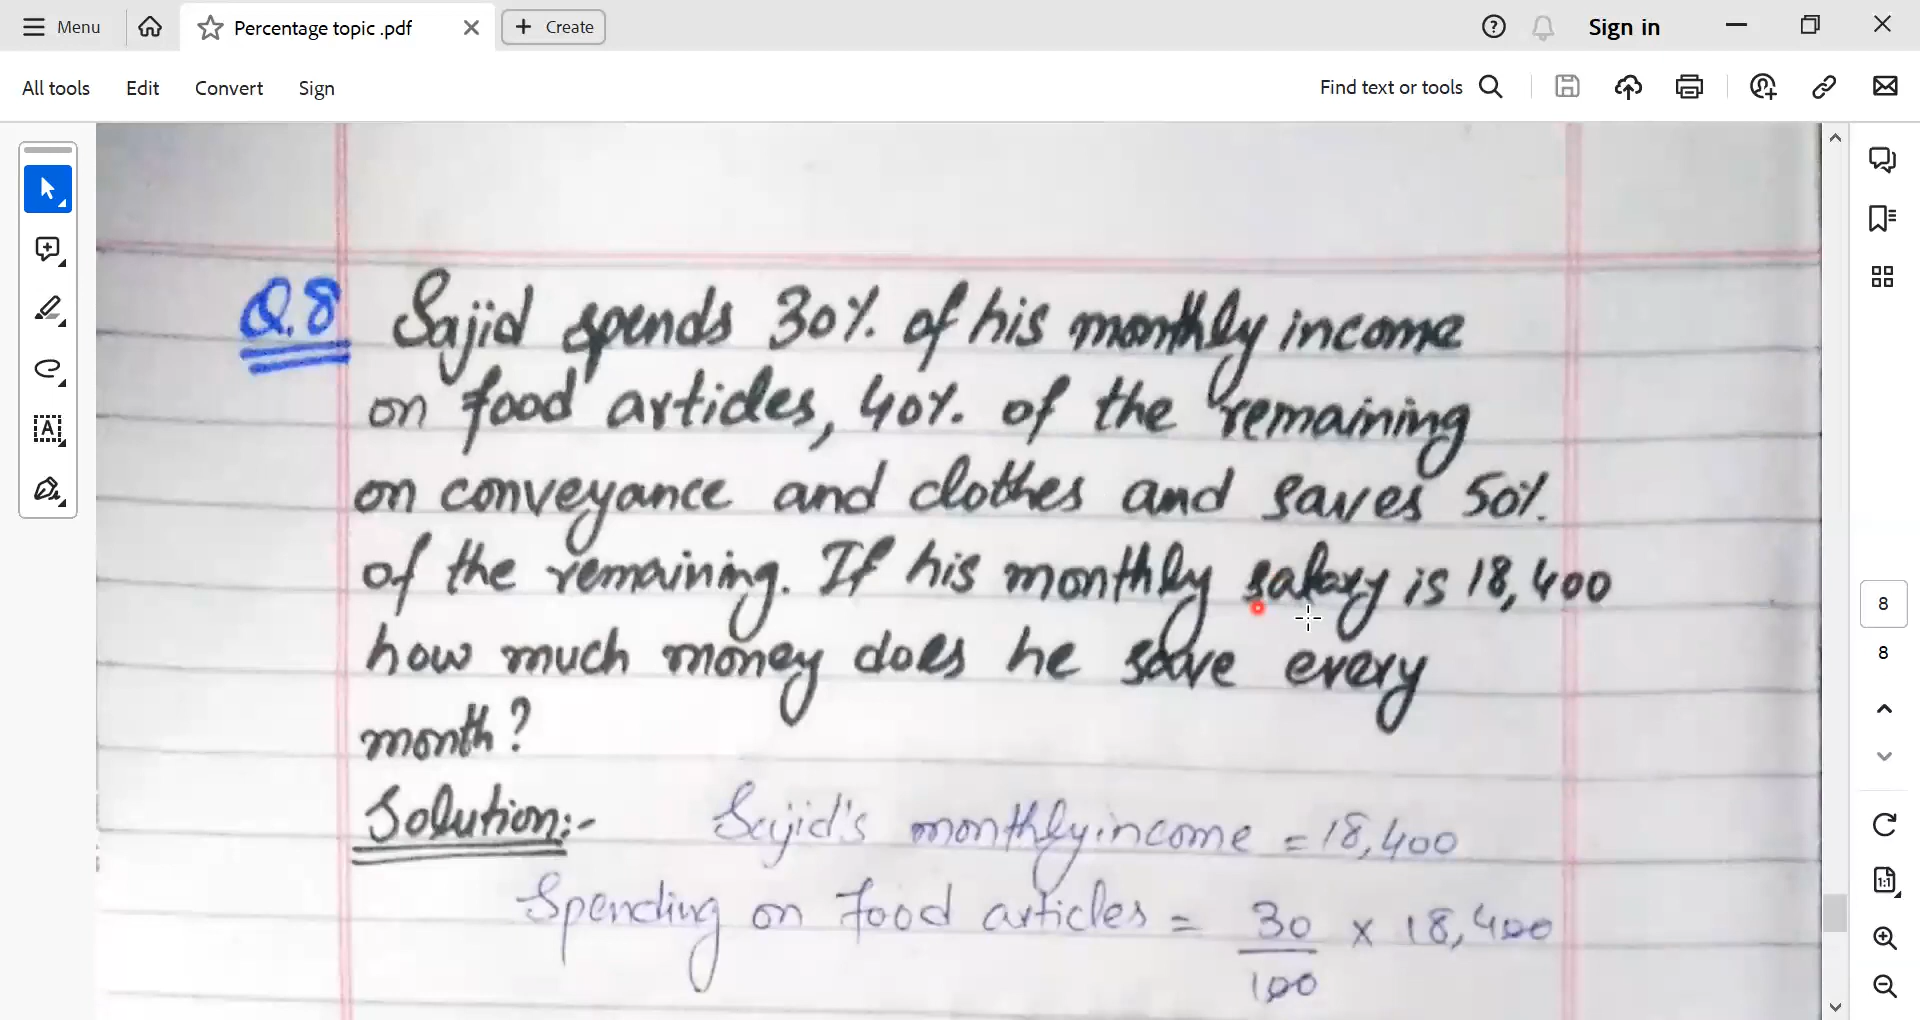 Menu
Percentage topic .pdf
Create
Sign in
All tools
Edit
Convert
Sign
Find text or tools
Q.8 Sajid spends 30% of his monthly income
on food articles, 40% of the remaining
on conveyance and clothes and saves 50%
of the remaining. If his monthly salary is 18,400
how much money does he save every
month?
Solution:- Sajid's monthly income = 18,400
Spending on food articles = 30/100 x 18,400
8
8